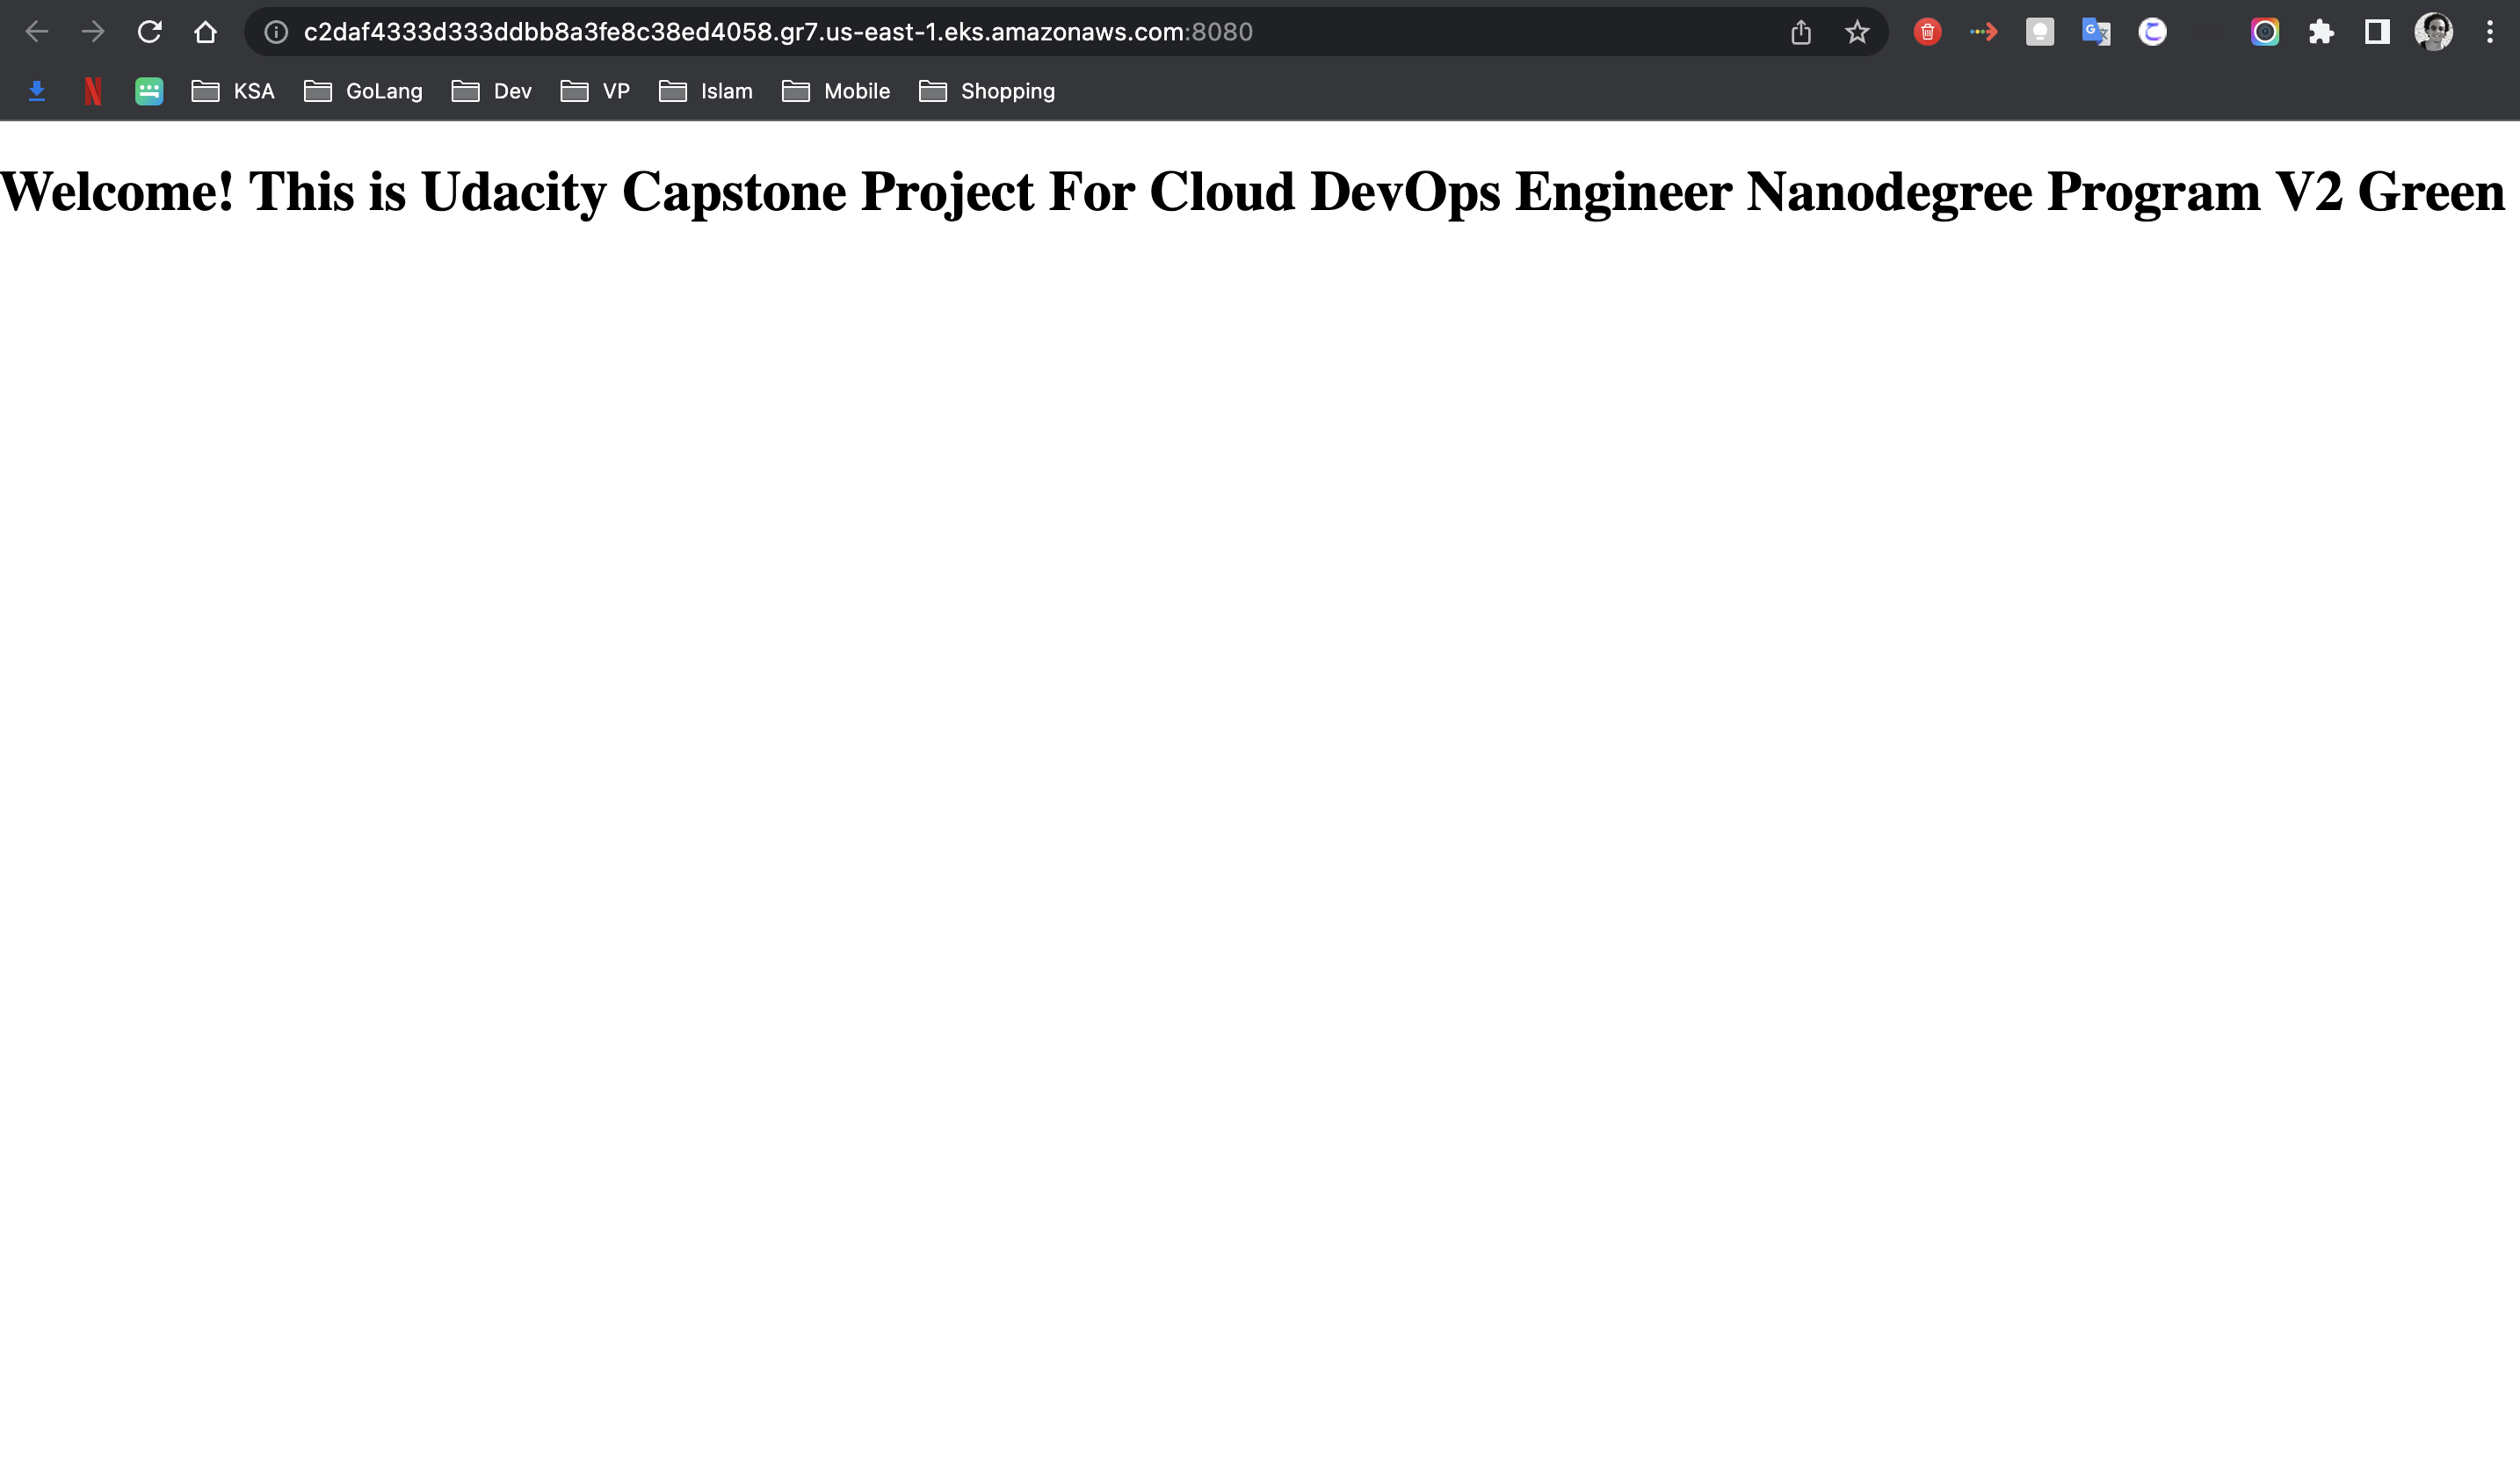 c2daf4333d333ddbb8a3fe8c38ed4058.gr7.us-east-1.eks.amazonaws.com:8080
KSA GoLang Dev VP Islam Mobile Shopping
Welcome! This is Udacity Capstone Project For Cloud DevOps Engineer Nanodegree Program V2 Green